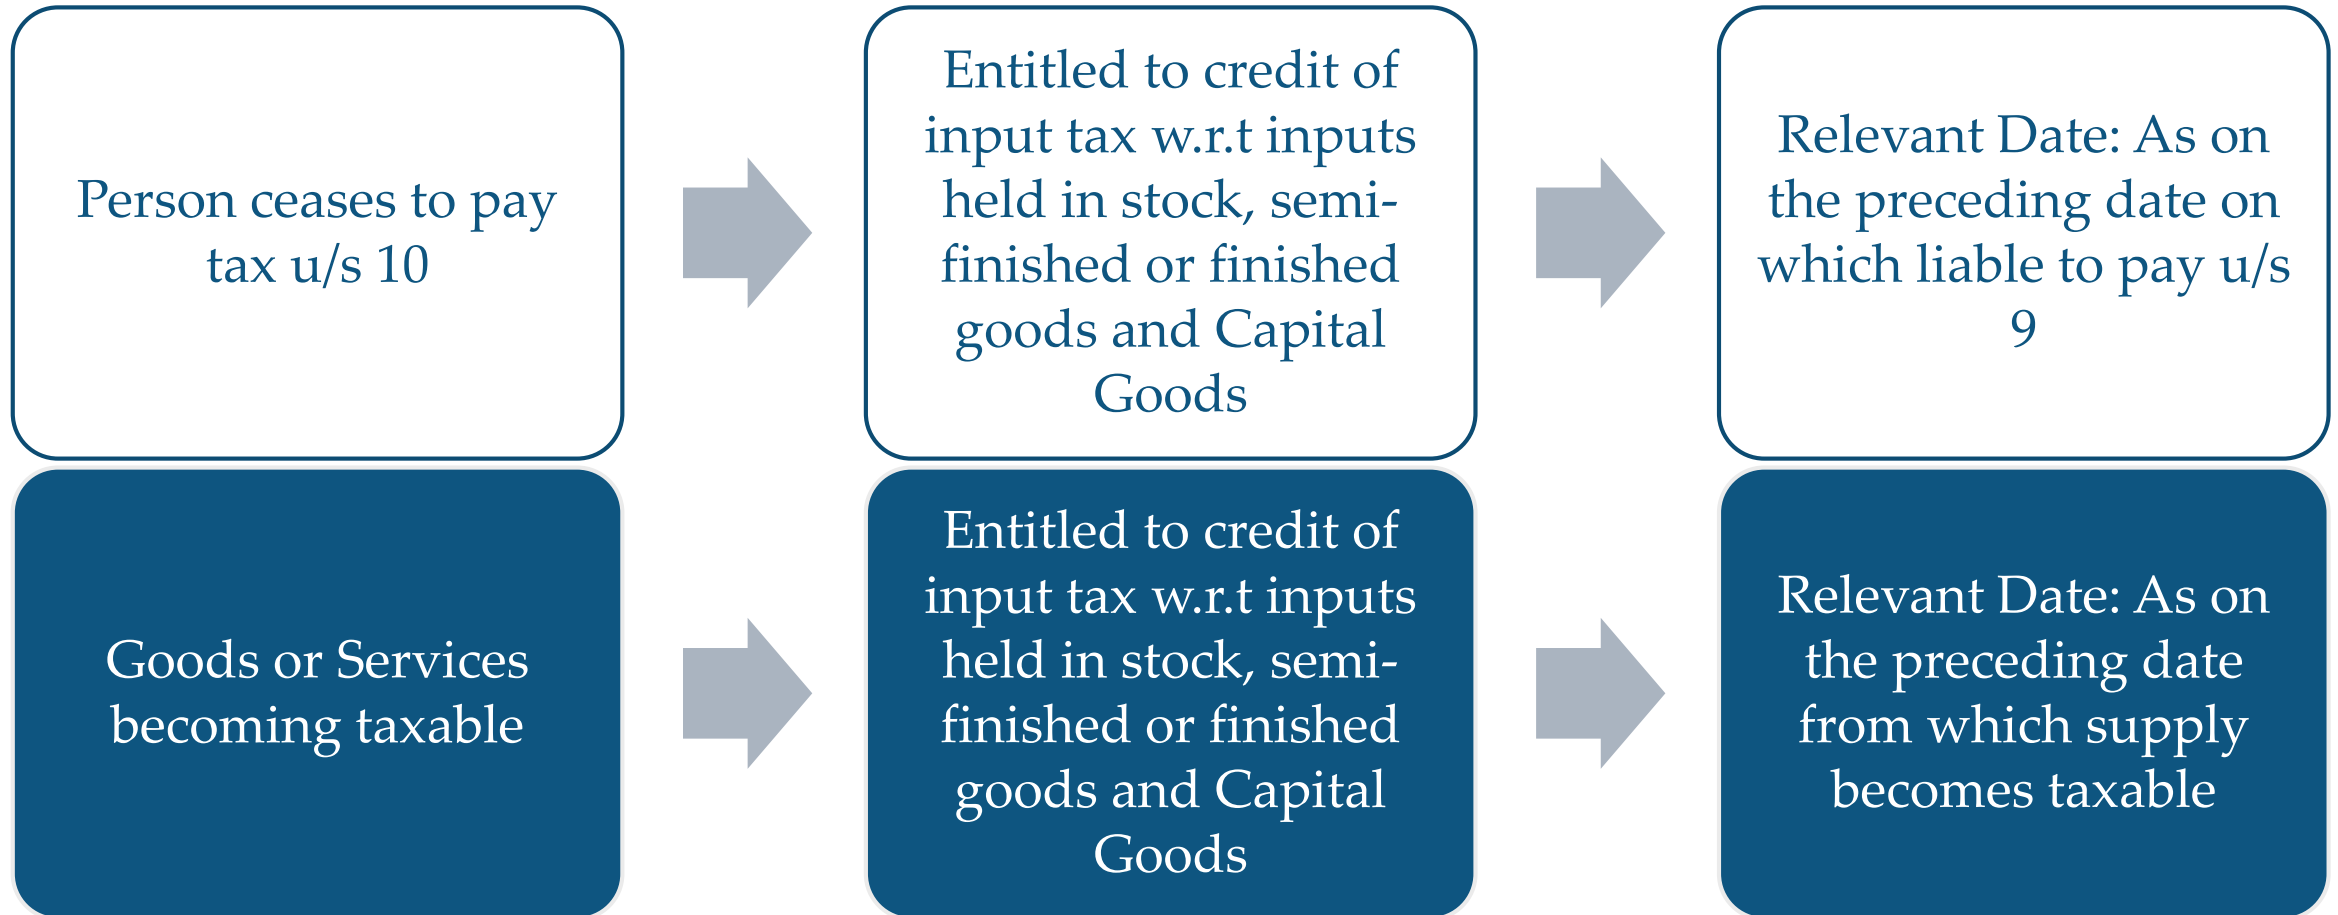 Person ceases to pay
tax u/s 10
Entitled to credit of
input tax w.r.t inputs
held in stock, semi-
finished or finished
goods and Capital
Goods
Relevant Date: As on
the preceding date on
which liable to pay u/s
9
Goods or Services
becoming taxable
Entitled to credit of
input tax w.r.t inputs
held in stock, semi-
finished or finished
goods and Capital
Goods
Relevant Date: As on
the preceding date
from which supply
becomes taxable